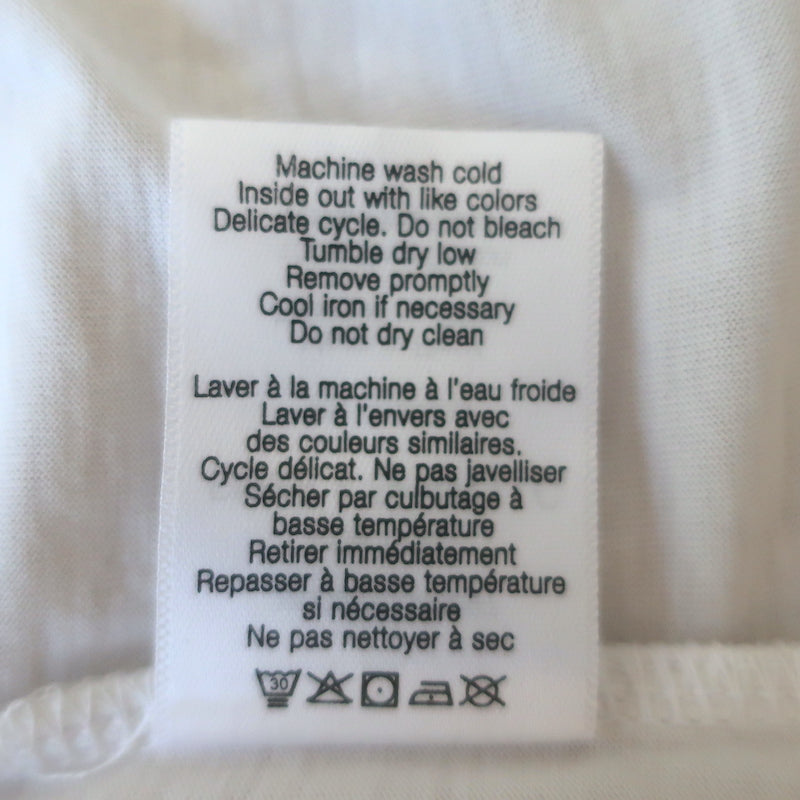 Machine wash cold
Inside out with like colors
Delicate cycle. Do not bleach
Tumble dry low
Remove promptly
Cool iron if necessary
Do not dry clean
Laver à la machine à l'eau froide
Laver à l'envers avec
des couleurs similaires.
Cycle délicat. Ne pas javelliser
Sécher par culbutage à
basse température
Retirer immédiatement
Repasser à basse température
si nécessaire
Ne pas nettoyer à sec
30